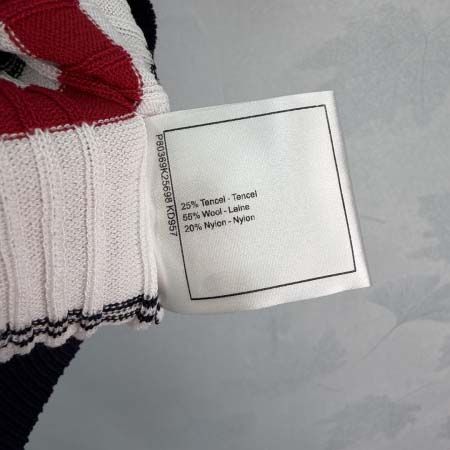 P80369K25698 KD957
25% Tencel - Tencel
55% Wool - Laine
20% Nylon - Nylon